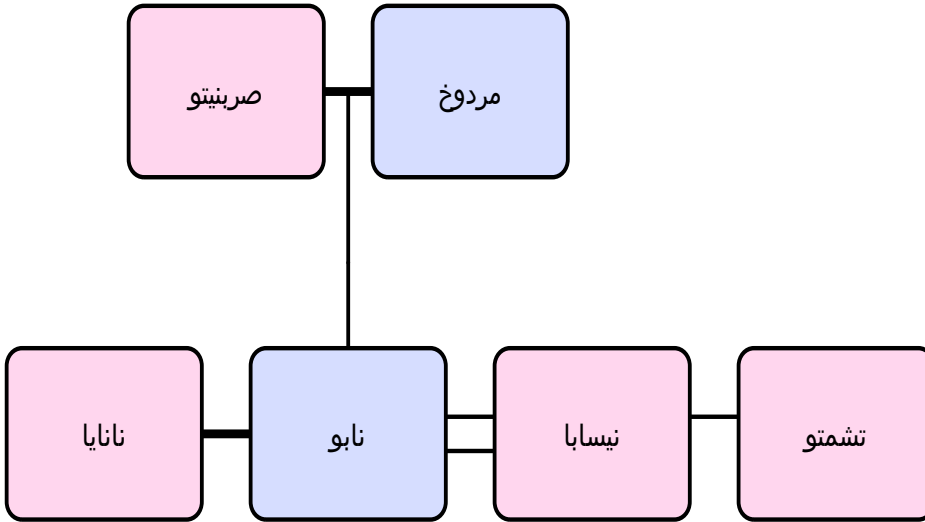 مردوخ
صربنيتو
تشمتو
نيسابا
نابو
نانايا